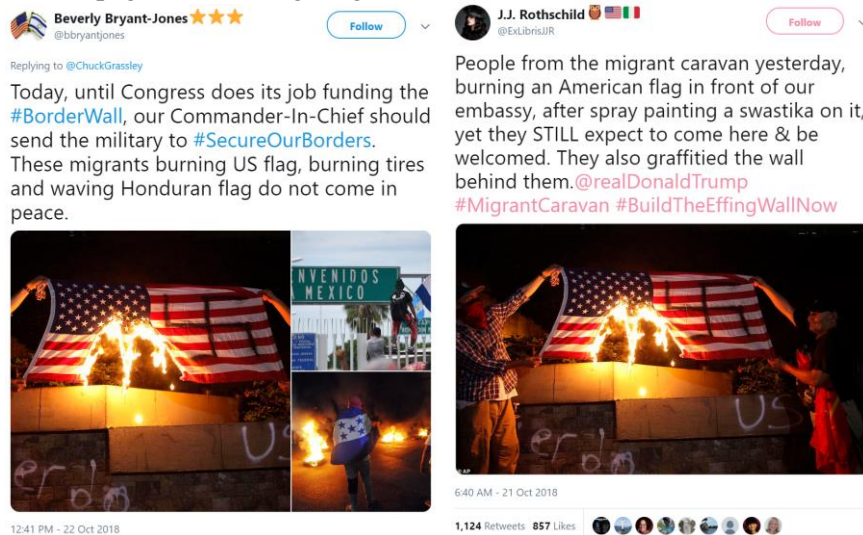 Beverly Bryant-Jones
@bbryantjones
Follow
Replying to @ChuckGrassley
Today, until Congress does its job funding the
#BorderWall, our Commander-In-Chief should
send the military to #SecureOurBorders.
These migrants burning US flag, burning tires
and waving Honduran flag do not come in
peace.
NVENIDOS
MEXICO
US
12:41 PM - 22 Oct 2018
J.J. Rothschild
@ExLibrisJJR
Follow
People from the migrant caravan yesterday,
burning an American flag in front of our
embassy, after spray painting a swastika on it,
yet they STILL expect to come here & be
welcomed. They also graffitied the wall
behind them.@realDonaldTrump
#MigrantCaravan #BuildTheEffingWallNow
US
AP
6:40 AM - 21 Oct 2018
1,124 Retweets 857 Likes